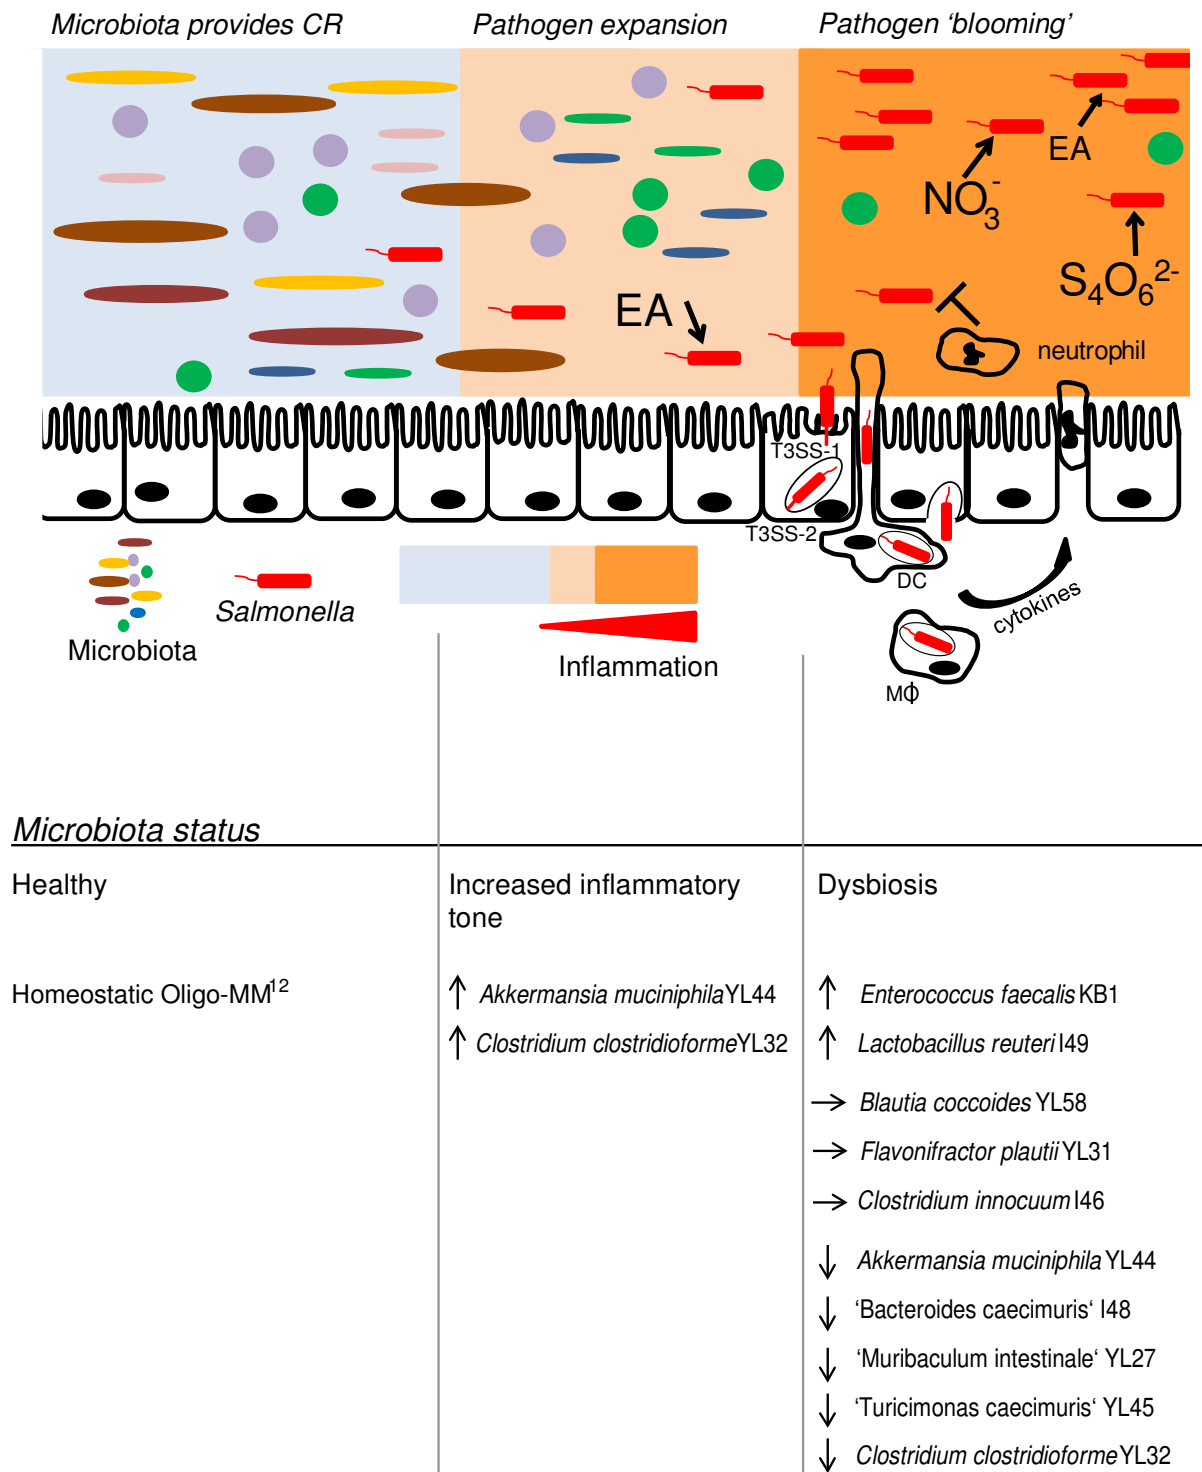 Microbiota provides CR
Pathogen expansion
Pathogen ‘blooming’
EA
NO3-
S4O6 2-
EA
neutrophil
T3SS-1
T3SS-2
DC
cytokines
MΦ
Microbiota
Salmonella
Inflammation
Microbiota status
Healthy
Increased inflammatory
tone
Dysbiosis
Homeostatic Oligo-MM12
↑ Akkermansia muciniphila YL44
↑ Clostridium clostridioforme YL32
↑ Enterococcus faecalis KB1
↑ Lactobacillus reuteri I49
→ Blautia coccoides YL58
→ Flavonifractor plautii YL31
→ Clostridium innocuum I46
↓ Akkermansia muciniphila YL44
↓ ‘Bacteroides caecimuris‘ I48
↓ ‘Muribaculum intestinale‘ YL27
↓ ‘Turicimonas caecimuris‘ YL45
↓ Clostridium clostridioforme YL32